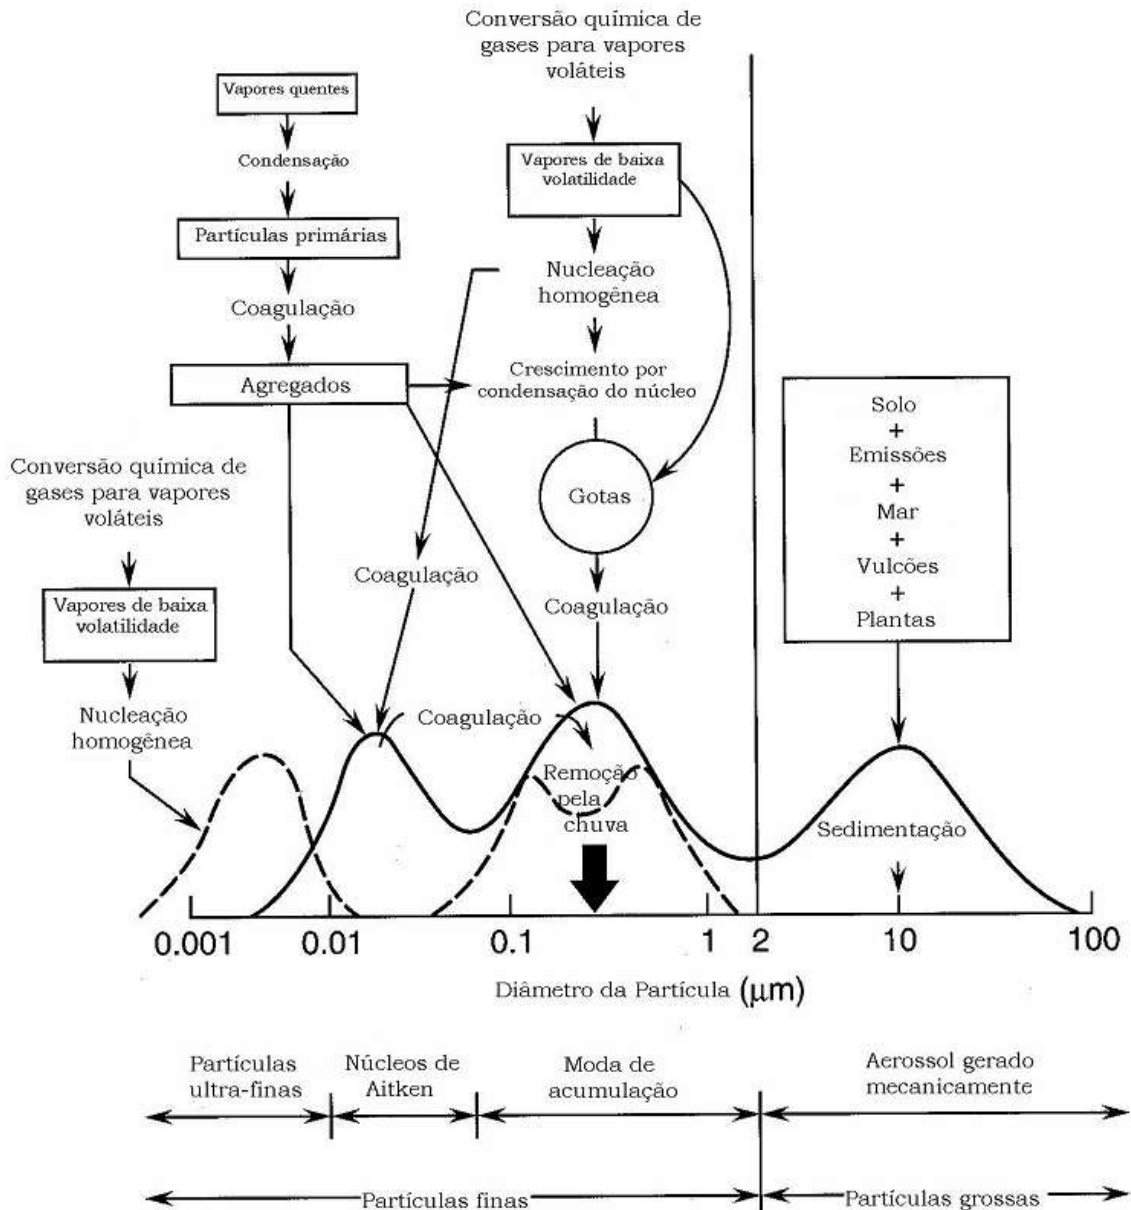 Conversão química de
gases para vapores
voláteis
Vapores quentes
Condensação
Partículas primárias
Coagulação
Agregados
Vapores de baixa
volatilidade
Nucleação
homogênea
Crescimento por
condensação do núcleo
Gotas
Coagulação
Coagulação
Conversão química de
gases para vapores
voláteis
Vapores de baixa
volatilidade
Nucleação
homogênea
Coagulação
Remoção
pela
chuva
Solo
+
Emissões
+
Mar
+
Vulcões
+
Plantas
Sedimentação
0.001 0.01 0.1 1 2 10 100
Diâmetro da Partícula (μm)
Partículas
ultra-finas
Núcleos de
Aitken
Moda de
acumulação
Aerossol gerado
mecanicamente
Partículas finas
Partículas grossas